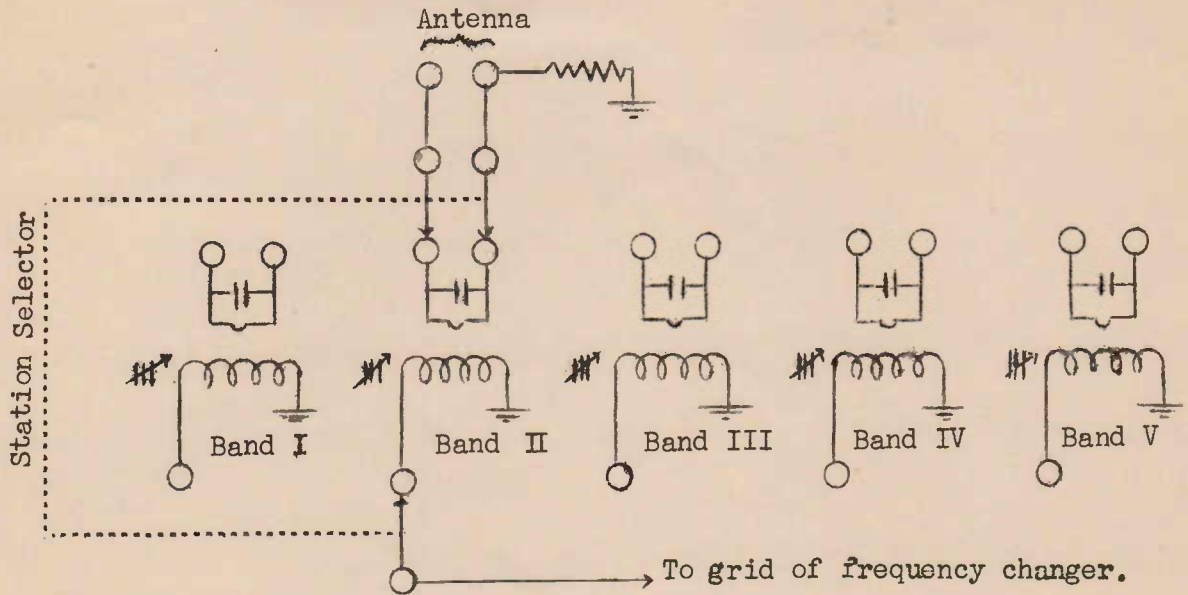 Antenna
Station Selector
Band I
Band II
Band III
Band IV
Band V
To grid of frequency changer.